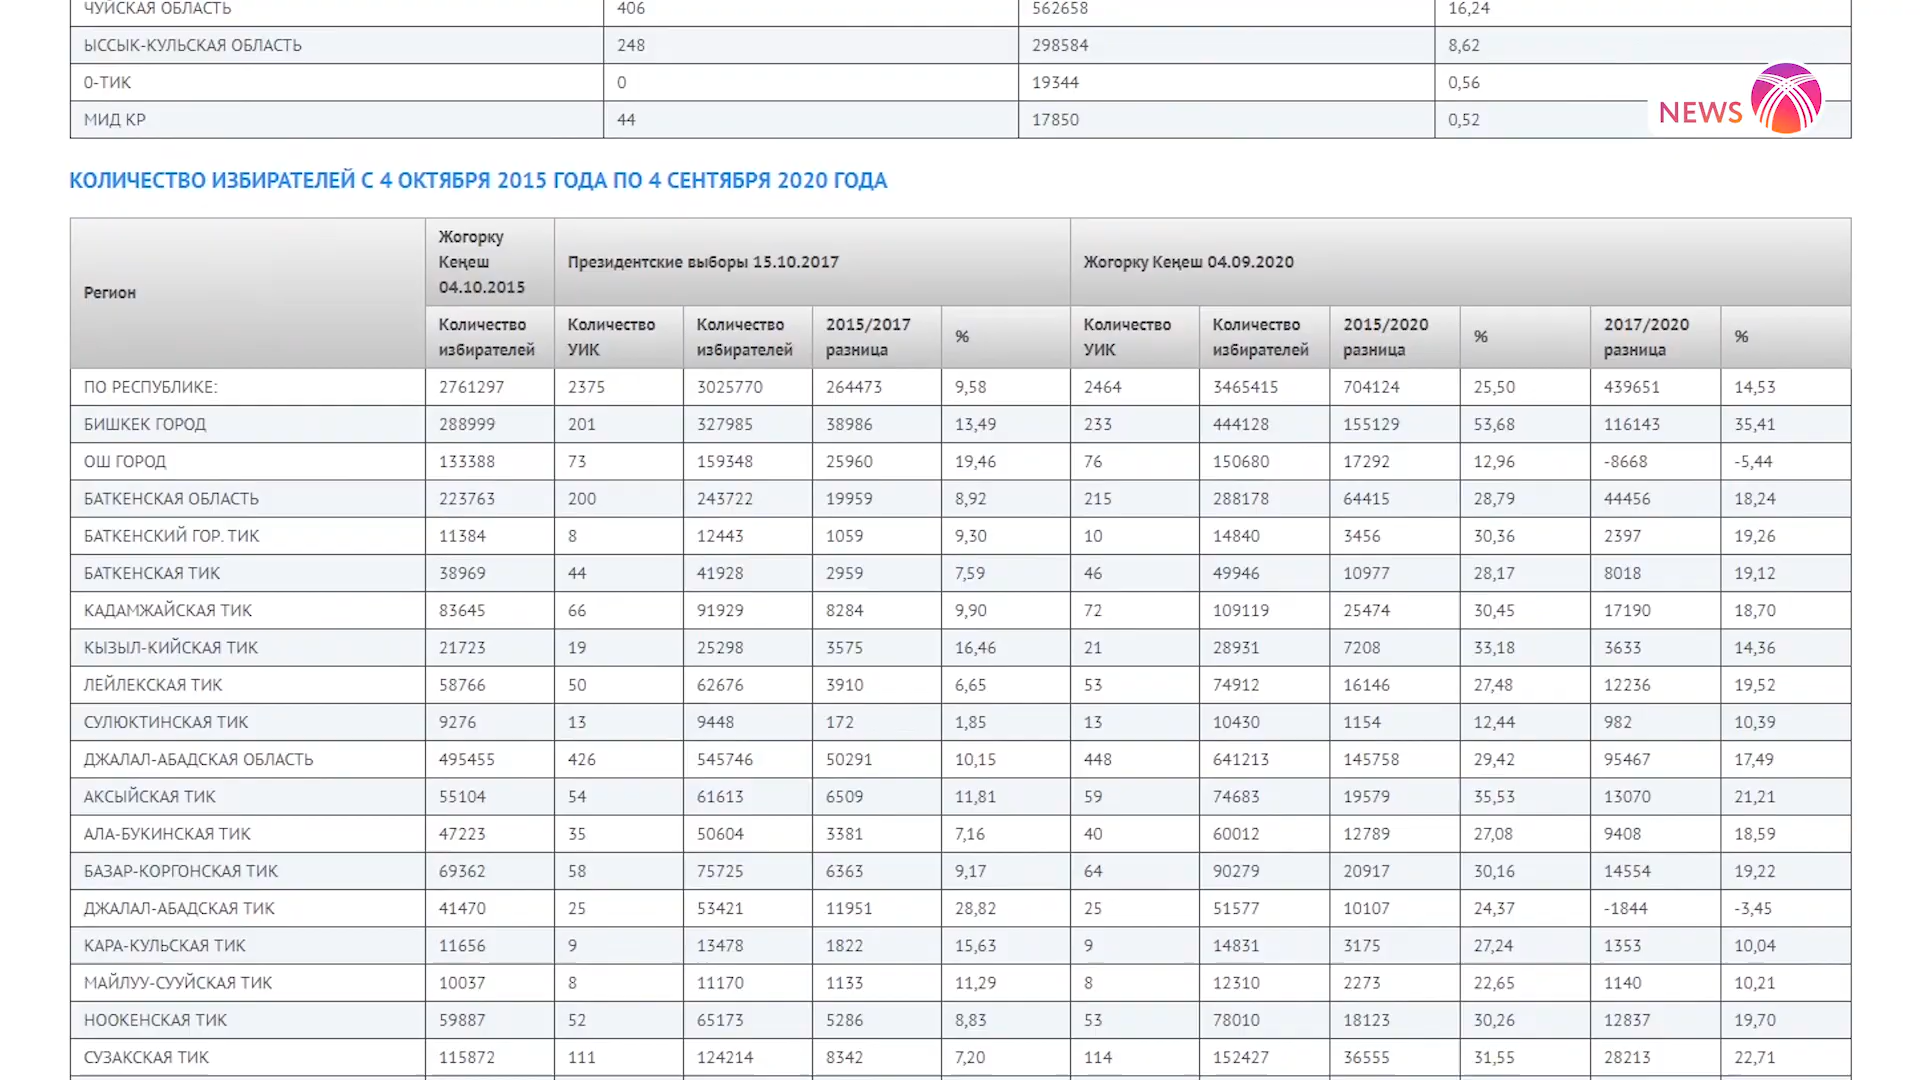 ЧУЙСКАЯ ОБЛАСТЬ 406 562658 16,24
ЫССЫК-КУЛЬСКАЯ ОБЛАСТЬ 248 298584 8,62
0-ТИК 0 19344 0,56
МИД КР 44 17850 0,52
NEWS
КОЛИЧЕСТВО ИЗБИРАТЕЛЕЙ С 4 ОКТЯБРЯ 2015 ГОДА ПО 4 СЕНТЯБРЯ 2020 ГОДА
Регион
Жогорку
Кеңеш
04.10.2015
Президентские выборы 15.10.2017
Жогорку Кеңеш 04.09.2020
Количество избирателей
Количество УИК
Количество избирателей
2015/2017 разница
%
Количество УИК
Количество избирателей
2015/2020 разница
%
2017/2020 разница
%
ПО РЕСПУБЛИКЕ: 2761297 2375 3025770 264473 9,58 2464 3465415 704124 25,50 439651 14,53
БИШКЕК ГОРОД 288999 201 327985 38986 13,49 233 444128 155129 53,68 116143 35,41
ОШ ГОРОД 133388 73 159348 25960 19,46 76 150680 17292 12,96 -8668 -5,44
БАТКЕНСКАЯ ОБЛАСТЬ 223763 200 243722 19959 8,92 215 288178 64415 28,79 44456 18,24
БАТКЕНСКИЙ ГОР. ТИК 11384 8 12443 1059 9,30 10 14840 3456 30,36 2397 19,26
БАТКЕНСКАЯ ТИК 38969 44 41928 2959 7,59 46 49946 10977 28,17 8018 19,12
КАДАМЖАЙСКАЯ ТИК 83645 66 91929 8284 9,90 72 109119 25474 30,45 17190 18,70
КЫЗЫЛ-КИЙСКАЯ ТИК 21723 19 25298 3575 16,46 21 28931 7208 33,18 3633 14,36
ЛЕЙЛЕКСКАЯ ТИК 58766 50 62676 3910 6,65 53 74912 16146 27,48 12236 19,52
СУЛЮКТИНСКАЯ ТИК 9276 13 9448 172 1,85 13 10430 1154 12,44 982 10,39
ДЖАЛАЛ-АБАДСКАЯ ОБЛАСТЬ 495455 426 545746 50291 10,15 448 641213 145758 29,42 95467 17,49
АКСЫЙСКАЯ ТИК 55104 54 61613 6509 11,81 59 74683 19579 35,53 13070 21,21
АЛА-БУКИНСКАЯ ТИК 47223 35 50604 3381 7,16 40 60012 12789 27,08 9408 18,59
БАЗАР-КОРГОНСКАЯ ТИК 69362 58 75725 6363 9,17 64 90279 20917 30,16 14554 19,22
ДЖАЛАЛ-АБАДСКАЯ ТИК 41470 25 53421 11951 28,82 25 51577 10107 24,37 -1844 -3,45
КАРА-КУЛЬСКАЯ ТИК 11656 9 13478 1822 15,63 9 14831 3175 27,24 1353 10,04
МАЙЛУУ-СУУЙСКАЯ ТИК 10037 8 11170 1133 11,29 8 12310 2273 22,65 1140 10,21
НООКЕНСКАЯ ТИК 59887 52 65173 5286 8,83 53 78010 18123 30,26 12837 19,70
СУЗАКСКАЯ ТИК 115872 111 124214 8342 7,20 114 152427 36555 31,55 28213 22,71